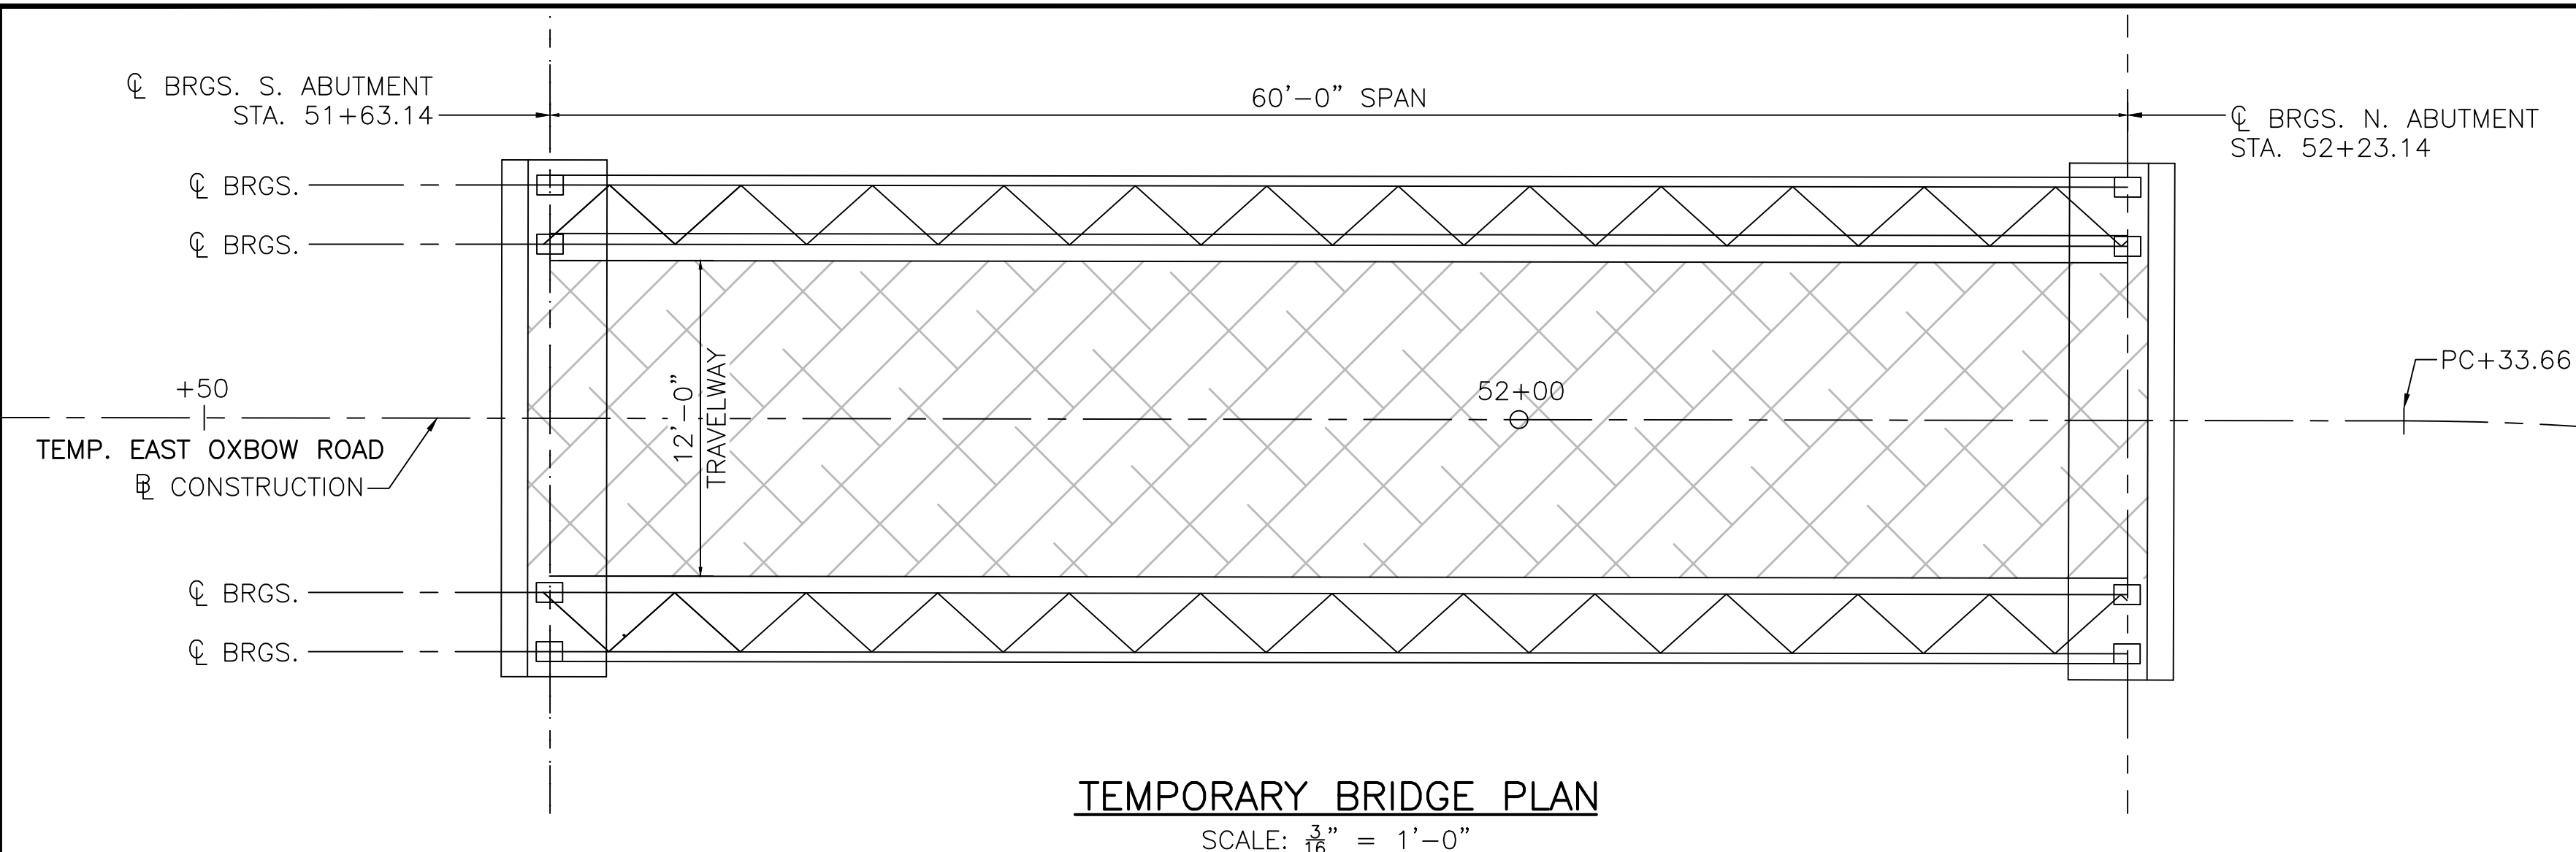 ℄ BRGS. S. ABUTMENT
STA. 51+63.14
60'-0" SPAN
℄ BRGS. N. ABUTMENT
STA. 52+23.14
℄ BRGS.
℄ BRGS.
12'-0"
TRAVELWAY
+50
52+00
PC+33.66
TEMP. EAST OXBOW ROAD
BL CONSTRUCTION
℄ BRGS.
℄ BRGS.
TEMPORARY BRIDGE PLAN
SCALE: 3/16" = 1'-0"